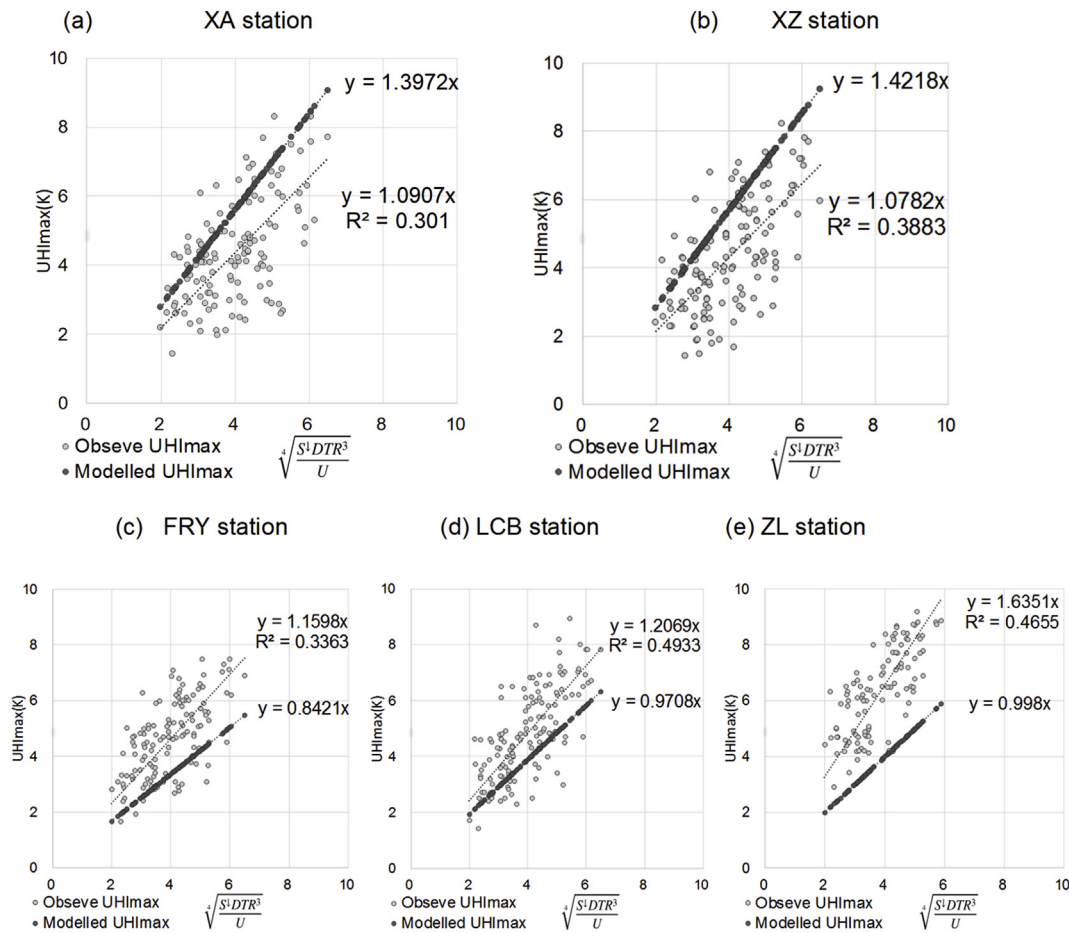 (a) XA station
10
8
6
4
2
0
UHImax(K)
y = 1.3972x
y = 1.0907x
R² = 0.301
0 2 4 6 8 10
Obseve UHImax
Modelled UHImax
∜(S↓DTR³/U)
(b) XZ station
10
8
6
4
2
0
UHImax(K)
y = 1.4218x
y = 1.0782x
R² = 0.3883
0 2 4 6 8 10
Obseve UHImax
Modelled UHImax
∜(S↓DTR³/U)
(c) FRY station
10
8
6
4
2
0
UHImax(K)
y = 1.1598x
R² = 0.3363
y = 0.8421x
0 2 4 6 8 10
Obseve UHImax
Modelled UHImax
∜(S↓DTR³/U)
(d) LCB station
10
8
6
4
2
0
UHImax(K)
y = 1.2069x
R² = 0.4933
y = 0.9708x
0 2 4 6 8 10
Obseve UHImax
Modelled UHImax
∜(S↓DTR³/U)
(e) ZL station
10
8
6
4
2
0
UHImax(K)
y = 1.6351x
R² = 0.4655
y = 0.998x
0 2 4 6 8 10
Obseve UHImax
Modelled UHImax
∜(S↓DTR³/U)